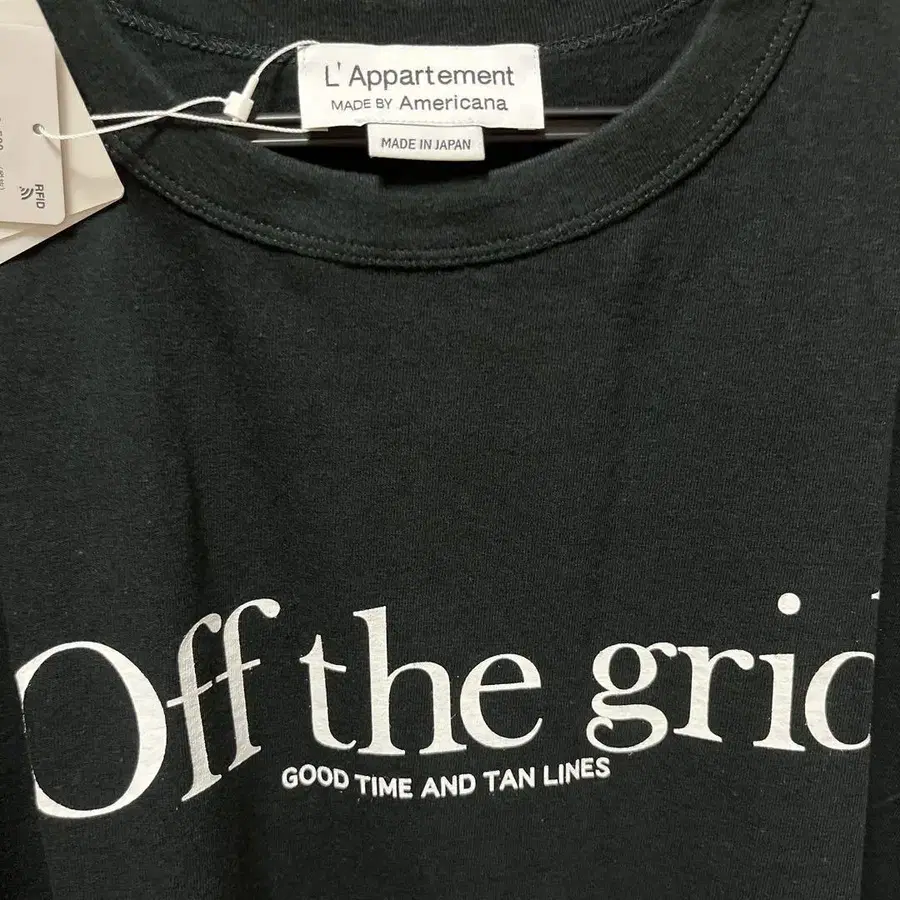 L'Appartement
MADE BY Americana
MADE IN JAPAN
RFID
Off the grid
GOOD TIME AND TAN LINES